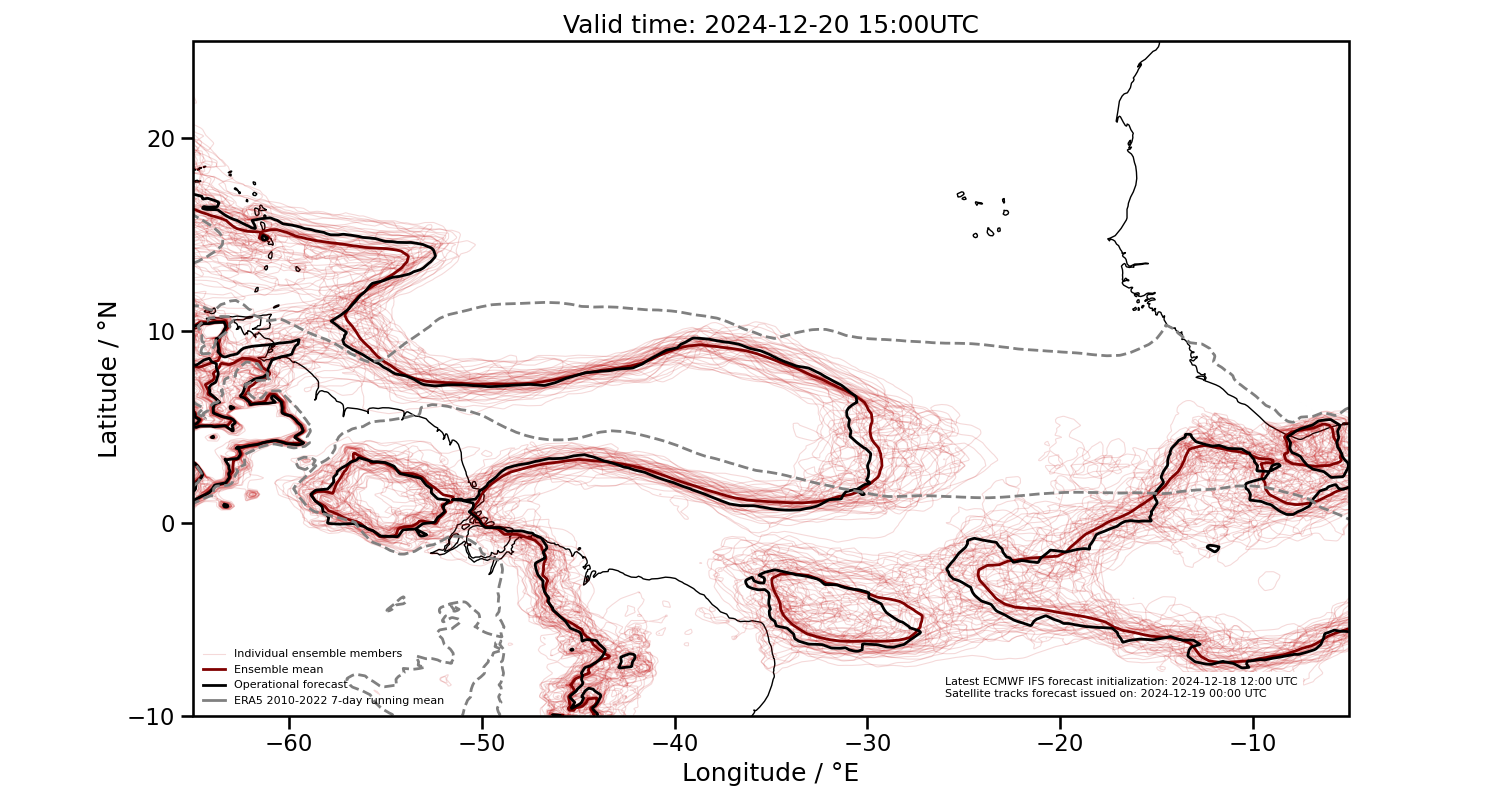 Valid time: 2024-12-20 15:00UTC
Latitude / °N
20
10
0
−10
Individual ensemble members
Ensemble mean
Operational forecast
ERA5 2010-2022 7-day running mean
Latest ECMWF IFS forecast initialization: 2024-12-18 12:00 UTC
Satellite tracks forecast issued on: 2024-12-19 00:00 UTC
−60
−50
−40
−30
−20
−10
Longitude / °E